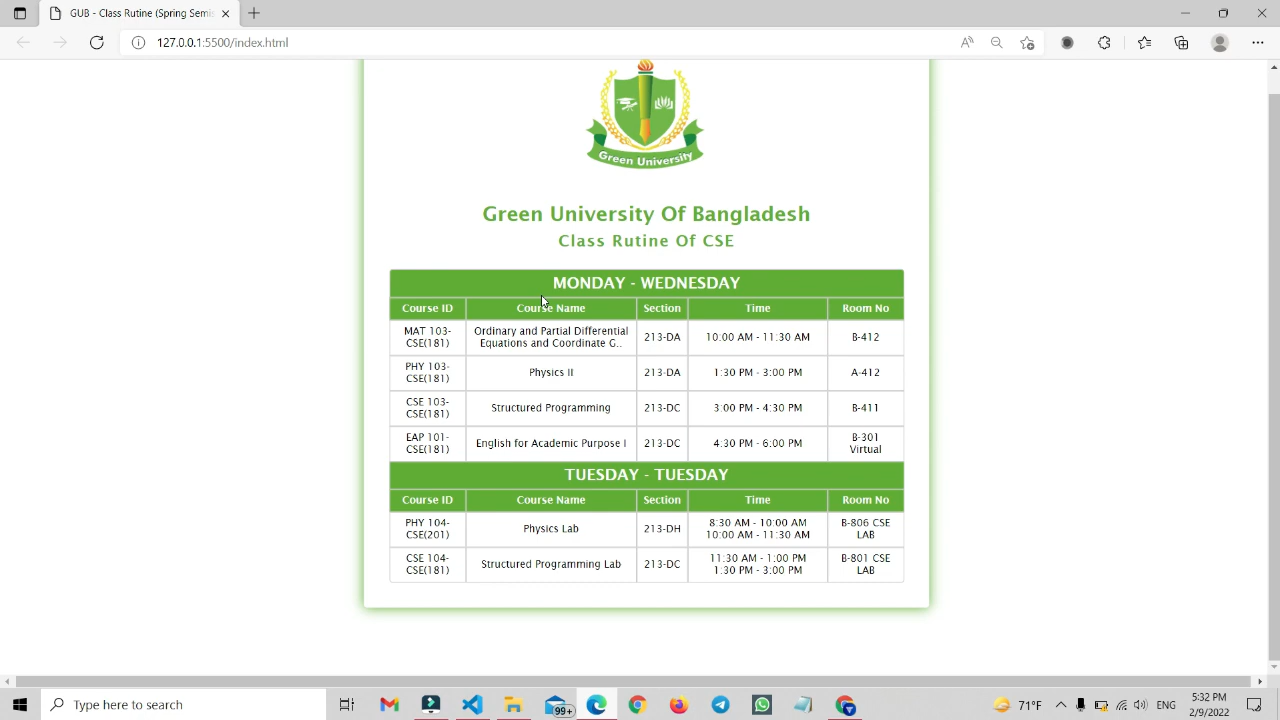 GUB - Class Rutine (Spring Semis
127.0.0.1:5500/index.html
Green University
Green University Of Bangladesh
Class Rutine Of CSE
MONDAY - WEDNESDAY
Course ID Course Name Section Time Room No
MAT 103-CSE(181) Ordinary and Partial Differential Equations and Coordinate G.. 213-DA 10.00 AM - 11:30 AM B-412
PHY 103-CSE(181) Physics II 213-DA 1:30 PM - 3:00 PM A-412
CSE 103-CSE(181) Structured Programming 213-DC 3:00 PM - 4:30 PM B-411
EAP 101-CSE(181) English for Academic Purpose I 213-DC 4:30 PM - 6:00 PM B-301 Virtual
TUESDAY - TUESDAY
Course ID Course Name Section Time Room No
PHY 104-CSE(201) Physics Lab 213-DH 8:30 AM - 10:00 AM 10:00 AM - 11:30 AM B-806 CSE LAB
CSE 104-CSE(181) Structured Programming Lab 213-DC 11:30 AM - 1:00 PM 1.30 PM - 3:00 PM B-801 CSE LAB
Type here to search
99+
71°F
ENG
5:32 PM
2/9/2022